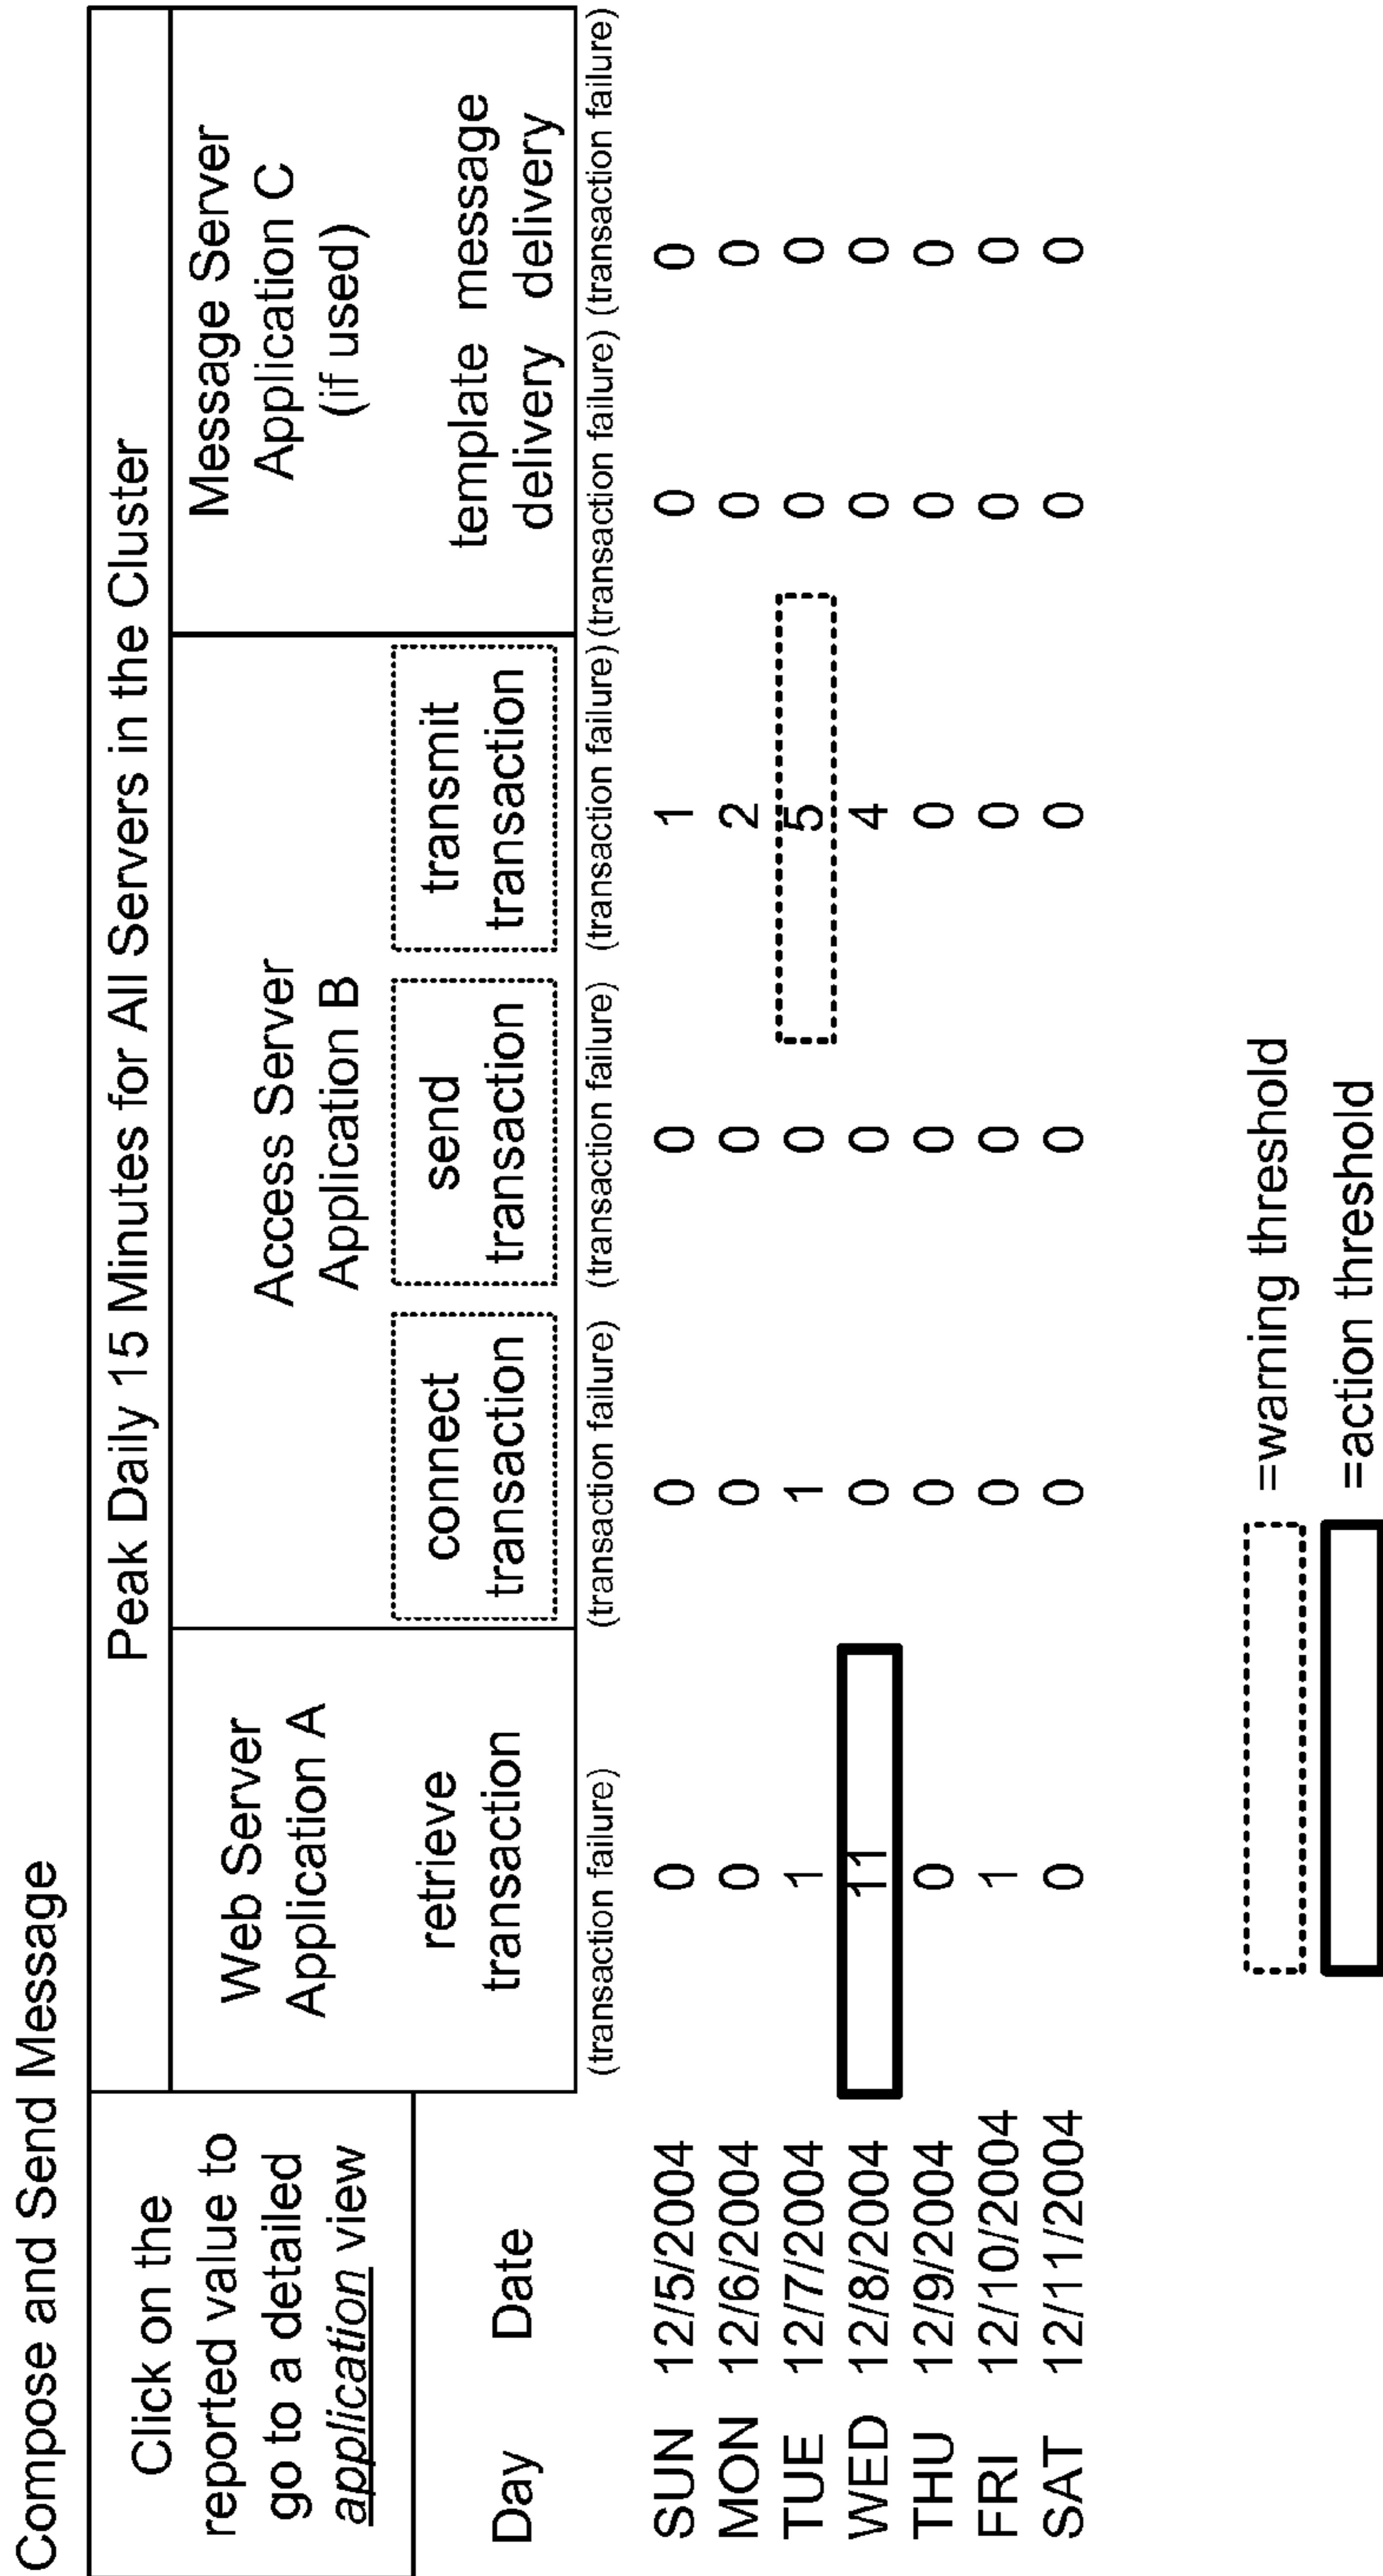 Compose and Send Message
Click on the
reported value to
go to a detailed
application view
Peak Daily 15 Minutes for All Servers in the Cluster
Web Server
Application A
Access Server
Application B
Message Server
Application C
(if used)
Day Date
retrieve
transaction
connect
transaction
send
transaction
transmit
transaction
template message
delivery delivery
(transaction failure) (transaction failure) (transaction failure) (transaction failure) (transaction failure) (transaction failure)
SUN 12/5/2004 0 0 0 1 0 0
MON 12/6/2004 0 0 0 2 0 0
TUE 12/7/2004 1 1 0 5 0 0
WED 12/8/2004 11 0 0 4 0 0
THU 12/9/2004 0 0 0 0 0 0
FRI 12/10/2004 1 0 0 0 0 0
SAT 12/11/2004 0 0 0 0 0 0
=warning threshold
=action threshold